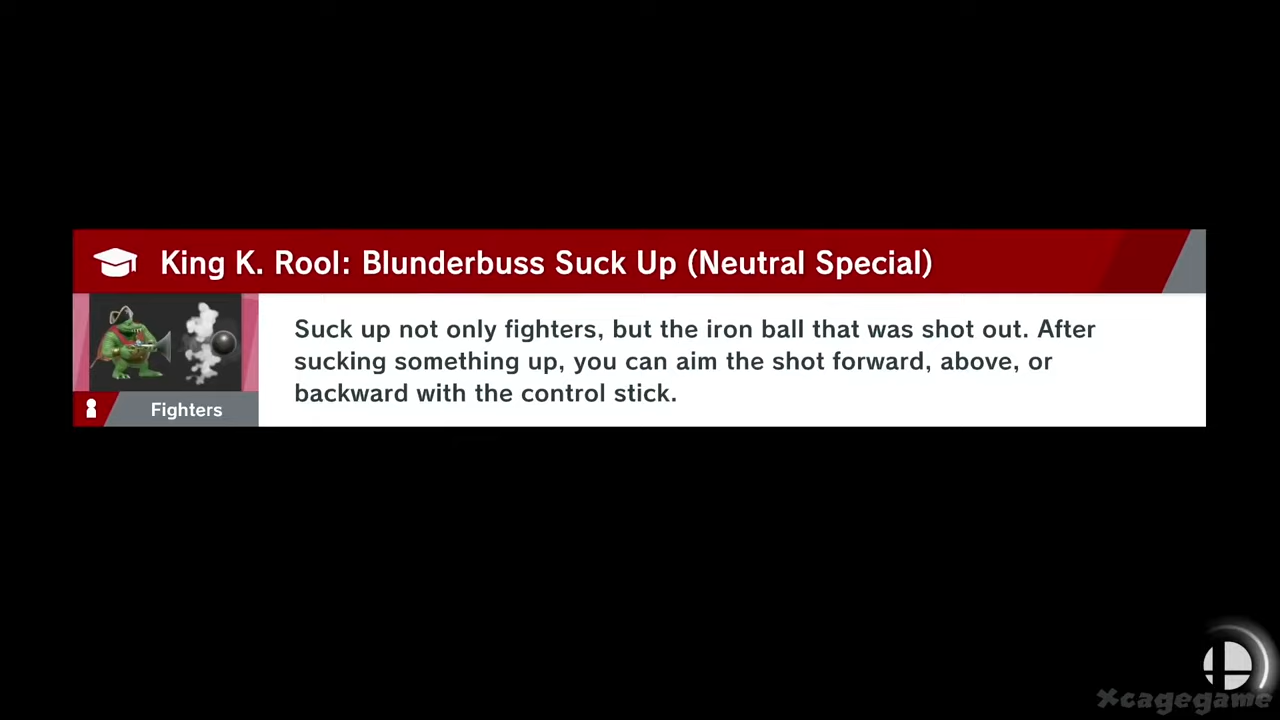 King K. Rool: Blunderbuss Suck Up (Neutral Special)
Suck up not only fighters, but the iron ball that was shot out. After
sucking something up, you can aim the shot forward, above, or
backward with the control stick.
Fighters
Xcagegame